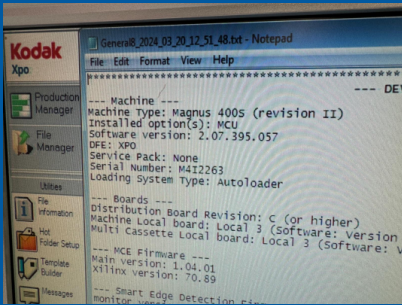 Kodak
Xpo
Production
Manager
File
Manager
Utilities
File
Information
Hot
Folder Setup
Template
Builder
Messages
General8_2024_03_20_12_51_48.txt - Notepad
File Edit Format View Help
--- DE
--- Machine ---
Machine Type: Magnus 400S (revision II)
Installed option(s): MCU
Software version: 2.07.395.057
DFE: XPO
Service Pack: None
Serial Number: M4I2263
Loading System Type: Autoloader
--- Boards ---
Distribution Board Revision: C (or higher)
Machine Local board: Local 3 (Software: Version
Multi Cassette Local board: Local 3 (Software: V
--- MCE Firmware ---
Main version: 1.04.01
Xilinx version: 70.89
--- Smart Edge Detection
monitor